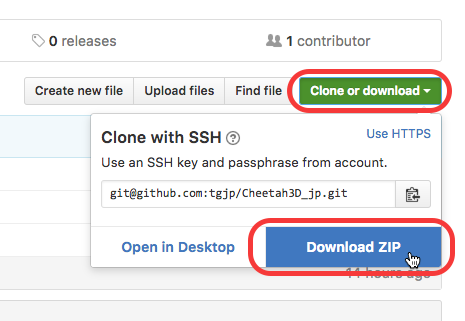 0 releases
1 contributor
Create new file
Upload files
Find file
Clone or download
Clone with SSH ?
Use HTTPS
Use an SSH key and passphrase from account.
git@github.com:tgjp/Cheetah3D_jp.git
Open in Desktop
Download ZIP
14 hours ago